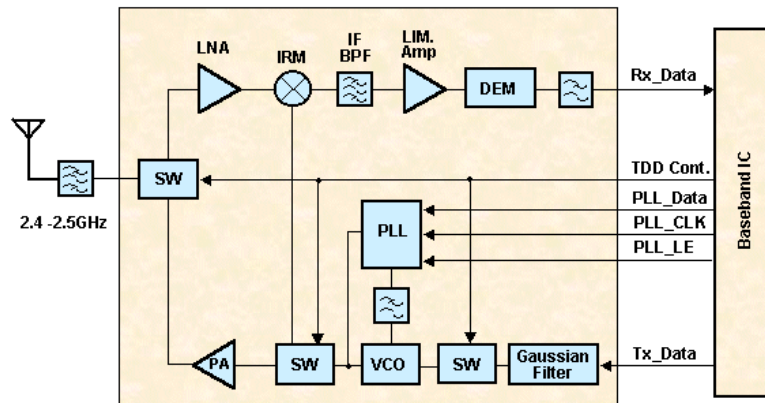 LNA
IRM
IF
BPF
LIM.
Amp
DEM
Rx_Data
SW
TDD Cont.
2.4 -2.5GHz
PLL
PLL_Data
PLL_CLK
PLL_LE
Baseband IC
PA
SW
VCO
SW
Gaussian
Filter
Tx_Data